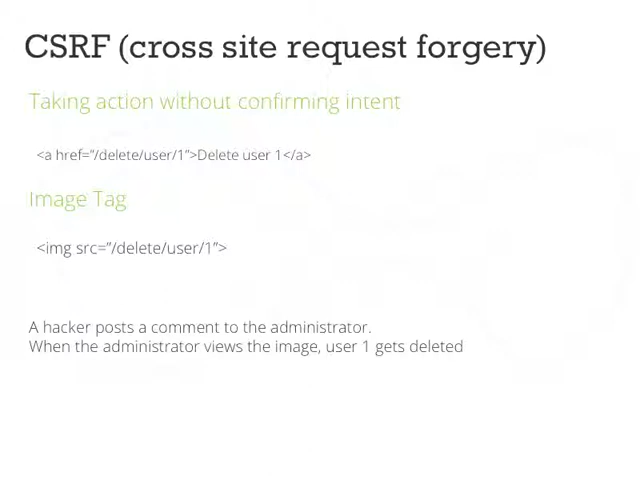 CSRF (cross site request forgery)
Taking action without confirming intent
<a href=”/delete/user/1”>Delete user 1</a>
Image Tag
<img src=”/delete/user/1”>
A hacker posts a comment to the administrator.
When the administrator views the image, user 1 gets deleted